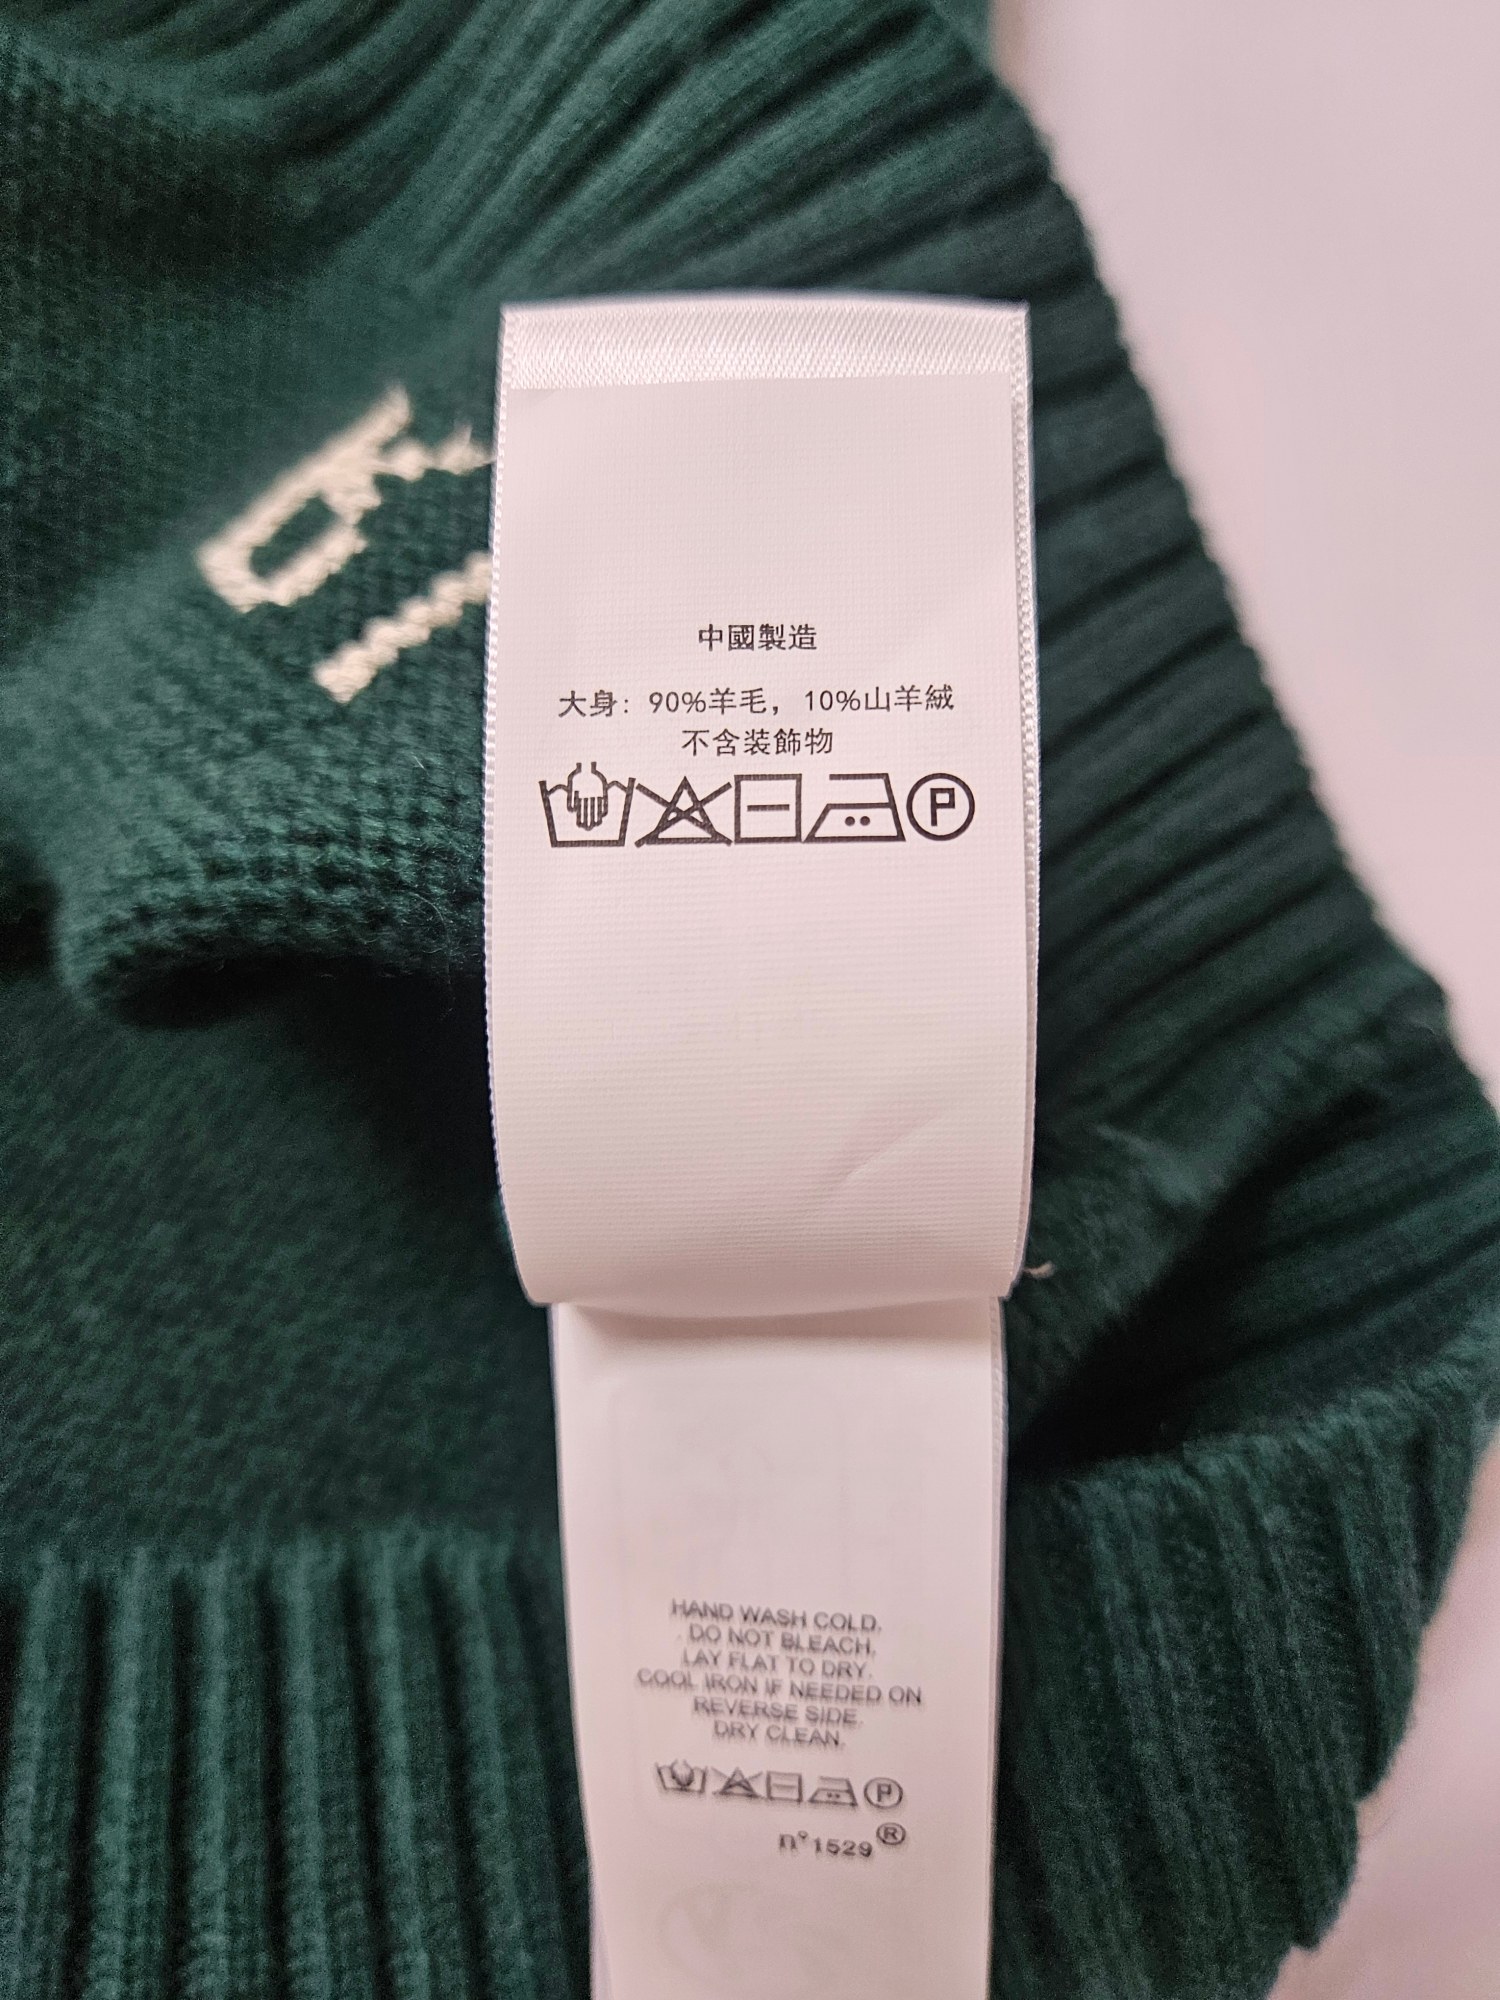 中國製造
大身: 90%羊毛, 10%山羊絨
不含装飾物
P
HAND WASH COLD.
DO NOT BLEACH.
LAY FLAT TO DRY.
COOL IRON IF NEEDED ON
REVERSE SIDE.
DRY CLEAN.
P
n°1529®